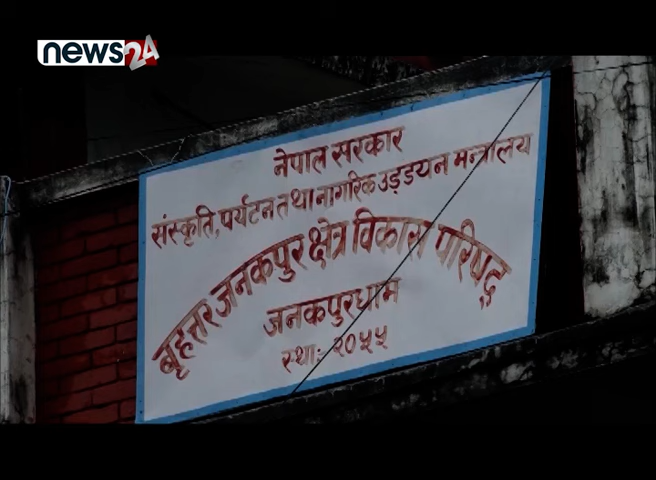 news24
नेपाल सरकार
संस्कृति, पर्यटन तथा नागरिक उड्डयन मन्त्रालय
बृहत्तर जनकपुर क्षेत्र विकास परिषद्
जनकपुरधाम
स्था:- २०५५